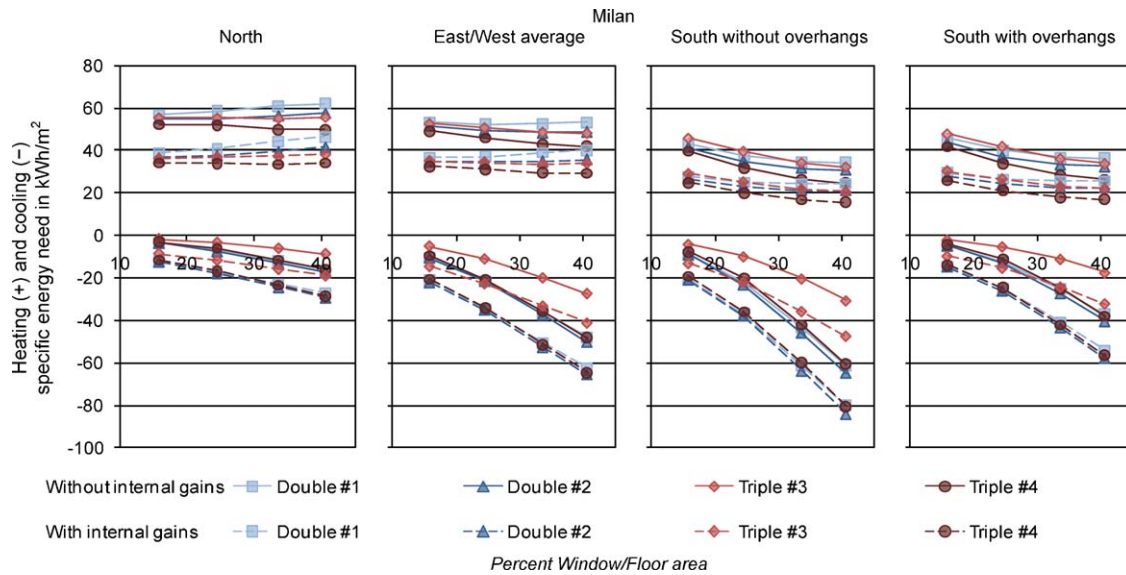 Milan
North
East/West average
South without overhangs
South with overhangs
Heating (+) and cooling (−)
specific energy need in kWh/m²
80
60
40
20
0
-20
-40
-60
-80
-100
10 20 30 40 50
10 20 30 40 50
10 20 30 40 50
10 20 30 40
Without internal gains Double #1 Double #2 Triple #3 Triple #4
With internal gains Double #1 Double #2 Triple #3 Triple #4
Percent Window/Floor area